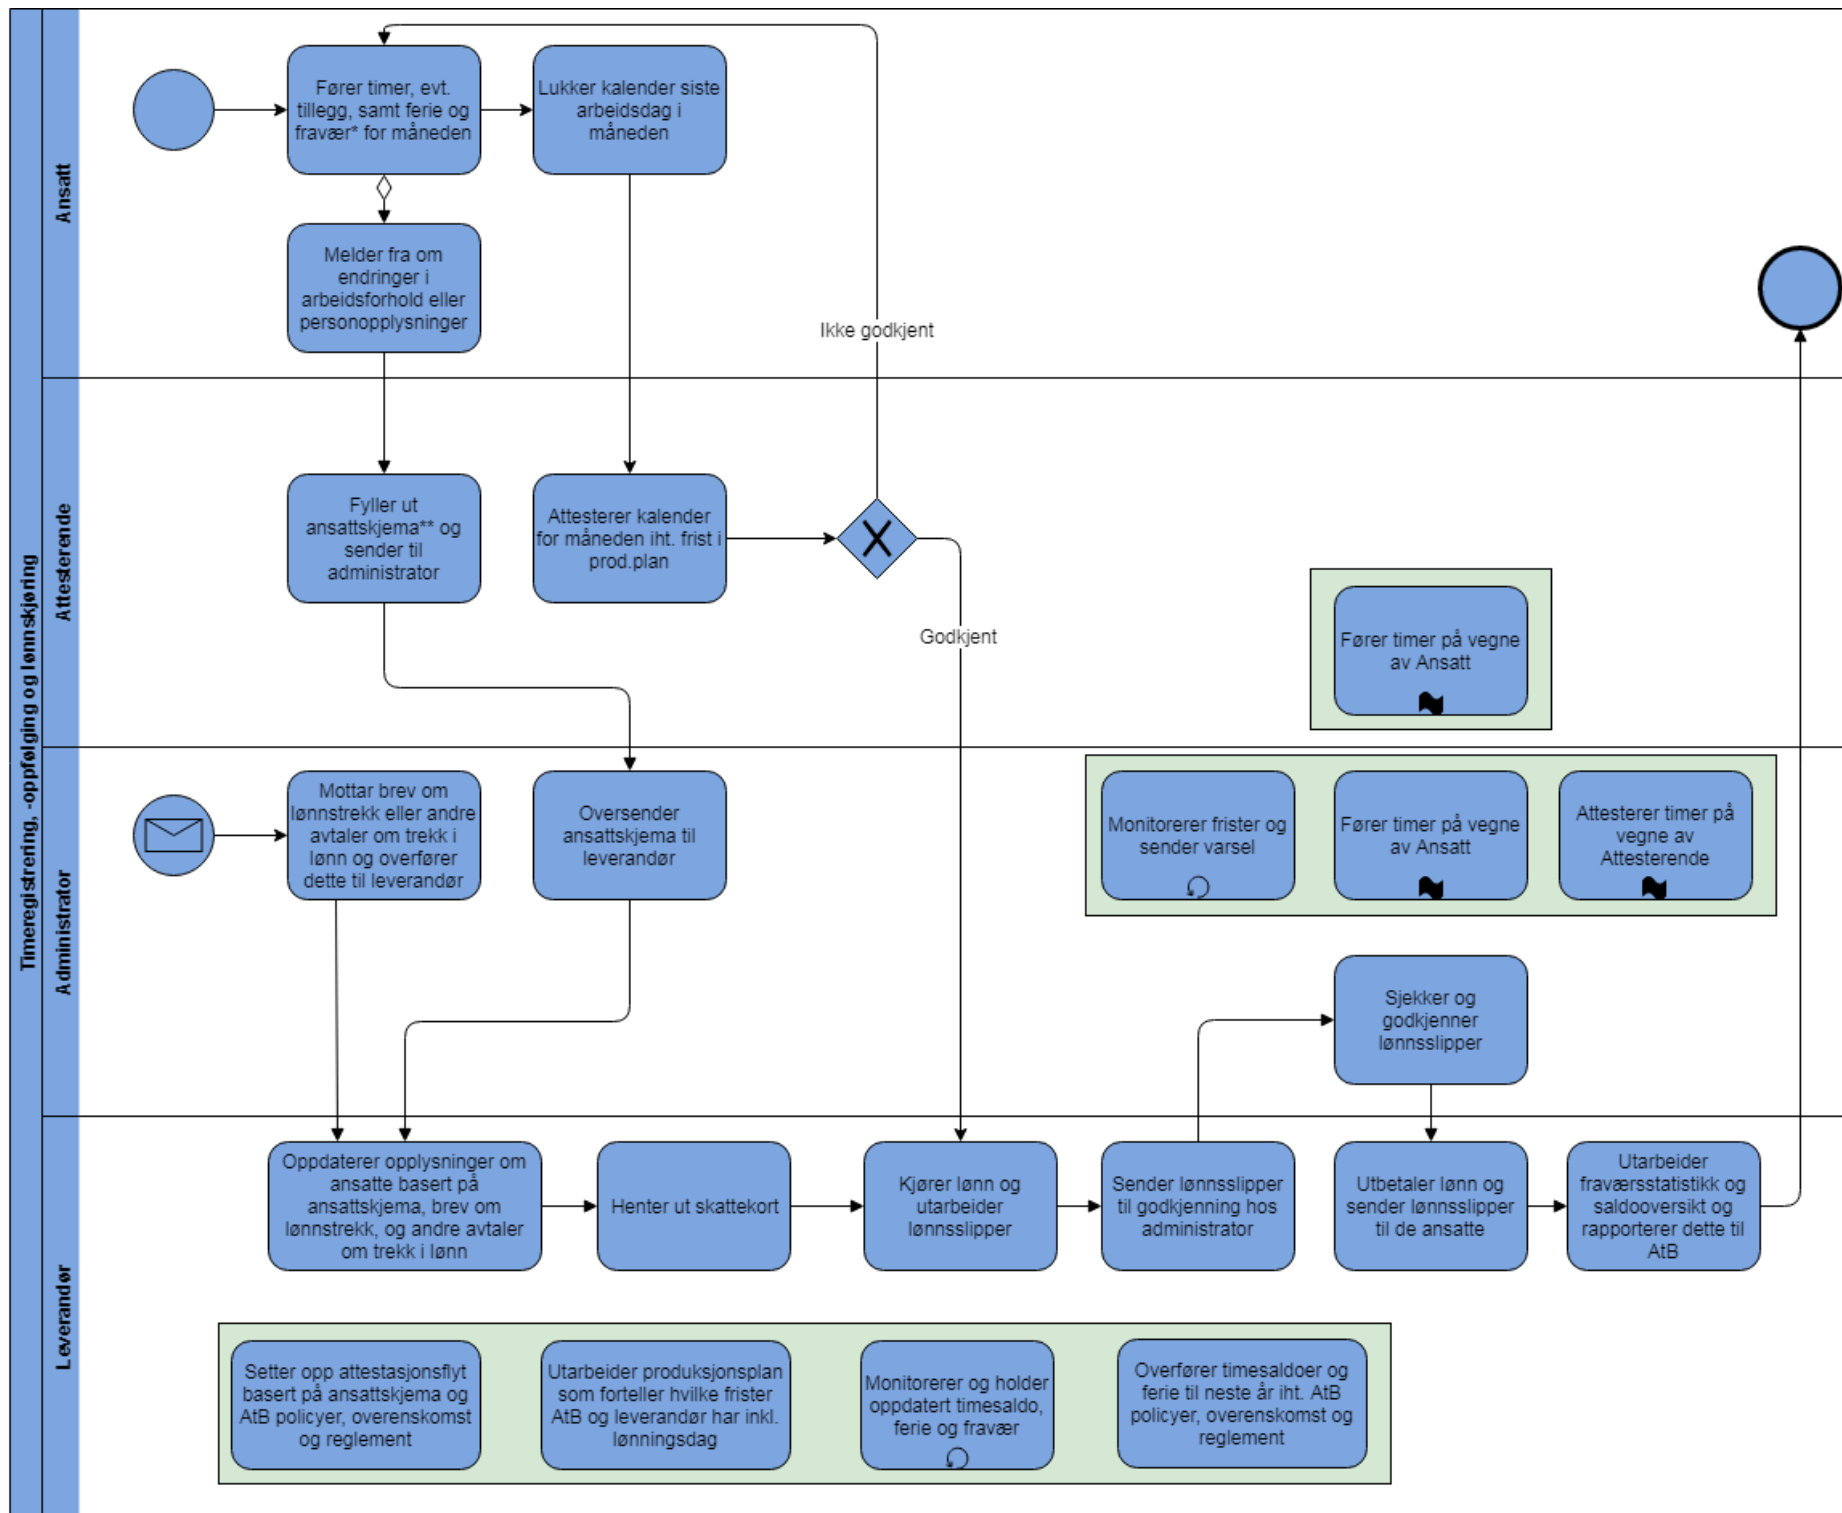 Timeregistrering, -oppfølging og lønnskjøring
Ansatt
Fører timer, evt.
tillegg, samt ferie og
fravær* for måneden
Lukker kalender siste
arbeidsdag i
måneden
Melder fra om
endringer i
arbeidsforhold eller
personopplysninger
Ikke godkjent
Attesterende
Fyller ut
ansattskjema** og
sender til
administrator
Attesterer kalender
for måneden iht. frist i
prod.plan
Godkjent
Fører timer på vegne
av Ansatt
Administrator
Mottar brev om
lønnstrekk eller andre
avtaler om trekk i
lønn og overfører
dette til leverandør
Oversender
ansattskjema til
leverandør
Monitorerer frister og
sender varsel
Fører timer på vegne
av Ansatt
Attesterer timer på
vegne av
Attesterende
Sjekker og
godkjenner
lønnsslipper
Leverandør
Oppdaterer opplysninger om
ansatte basert på
ansattskjema, brev om
lønnstrekk, og andre avtaler
om trekk i lønn
Henter ut skattekort
Kjører lønn og
utarbeider
lønnsslipper
Sender lønnsslipper
til godkjenning hos
administrator
Utbetaler lønn og
sender lønnsslipper
til de ansatte
Utarbeider
fraværsstatistikk og
saldooversikt og
rapporterer dette til
AtB
Setter opp attestasjonsflyt
basert på ansattskjema og
AtB policyer, overenskomst
og reglement
Utarbeider produksjonsplan
som forteller hvilke frister
AtB og leverandør har inkl.
lønningsdag
Monitorerer og holder
oppdatert timesaldo,
ferie og fravær
Overfører timesaldoer og
ferie til neste år iht. AtB
policyer, overenskomst og
reglement